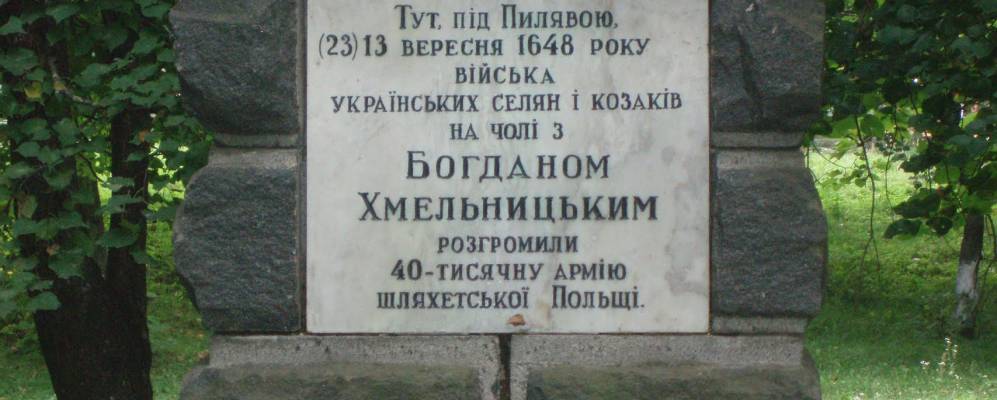 Тут, під Пилявою,
(23)13 вересня 1648 року
війська
українських селян і козаків
на чолі з
Богданом
Хмельницьким
розгромили
40-тисячну армію
шляхетської Польщі.